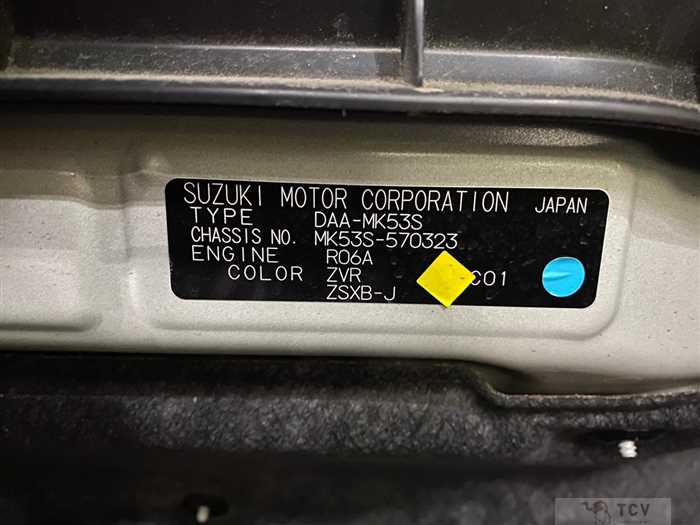 SUZUKI MOTOR CORPORATION JAPAN
TYPE DAA-MK53S
CHASSIS NO. MK53S-570323
ENGINE R06A
COLOR ZVR C01
ZSXB-J
TCV